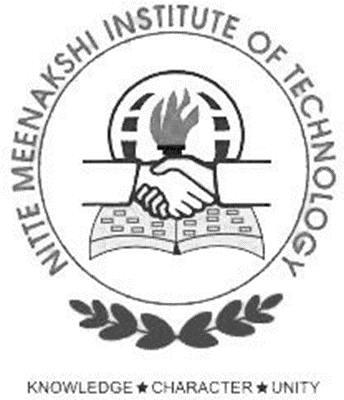 NITTE MEENAKSHI INSTITUTE OF TECHNOLOGY
KNOWLEDGE★CHARACTER★UNITY